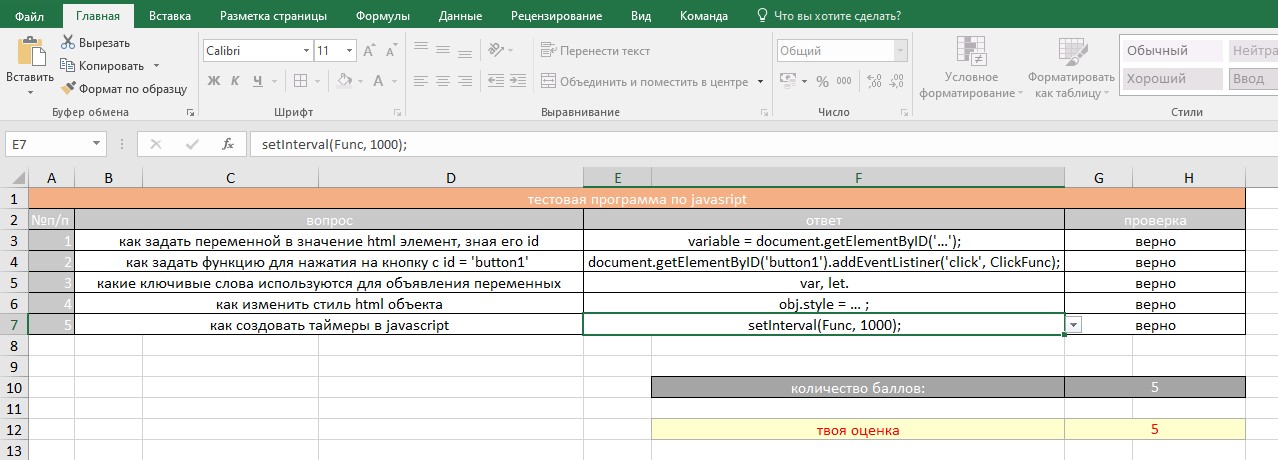 Файл Главная Вставка Разметка страницы Формулы Данные Рецензирование Вид Команда Что вы хотите сделать?
Вставить
Вырезать
Копировать
Формат по образцу
Буфер обмена
Calibri 11
Ж К Ч
Шрифт
Перенести текст
Объединить и поместить в центре
Выравнивание
Общий
% 000
Число
Условное форматирование
Форматировать как таблицу
Обычный Нейтра
Хороший Ввод
Стили
E7 fx setInterval(Func, 1000);
A B C D E F G H
1 тестовая программа по javasript
2 №п/п вопрос ответ проверка
3 1 как задать переменной в значение html элемент, зная его id variable = document.getElementByID('...'); верно
4 2 как задать функцию для нажатия на кнопку с id = 'button1' document.getElementByID('button1').addEventListiner('click', ClickFunc); верно
5 3 какие ключевые слова используются для объявления переменных var, let. верно
6 4 как изменить стиль html объекта obj.style = ... ; верно
7 5 как создовать таймеры в javascript setInterval(Func, 1000); верно
8
9
10 количество баллов: 5
11
12 твоя оценка 5
13